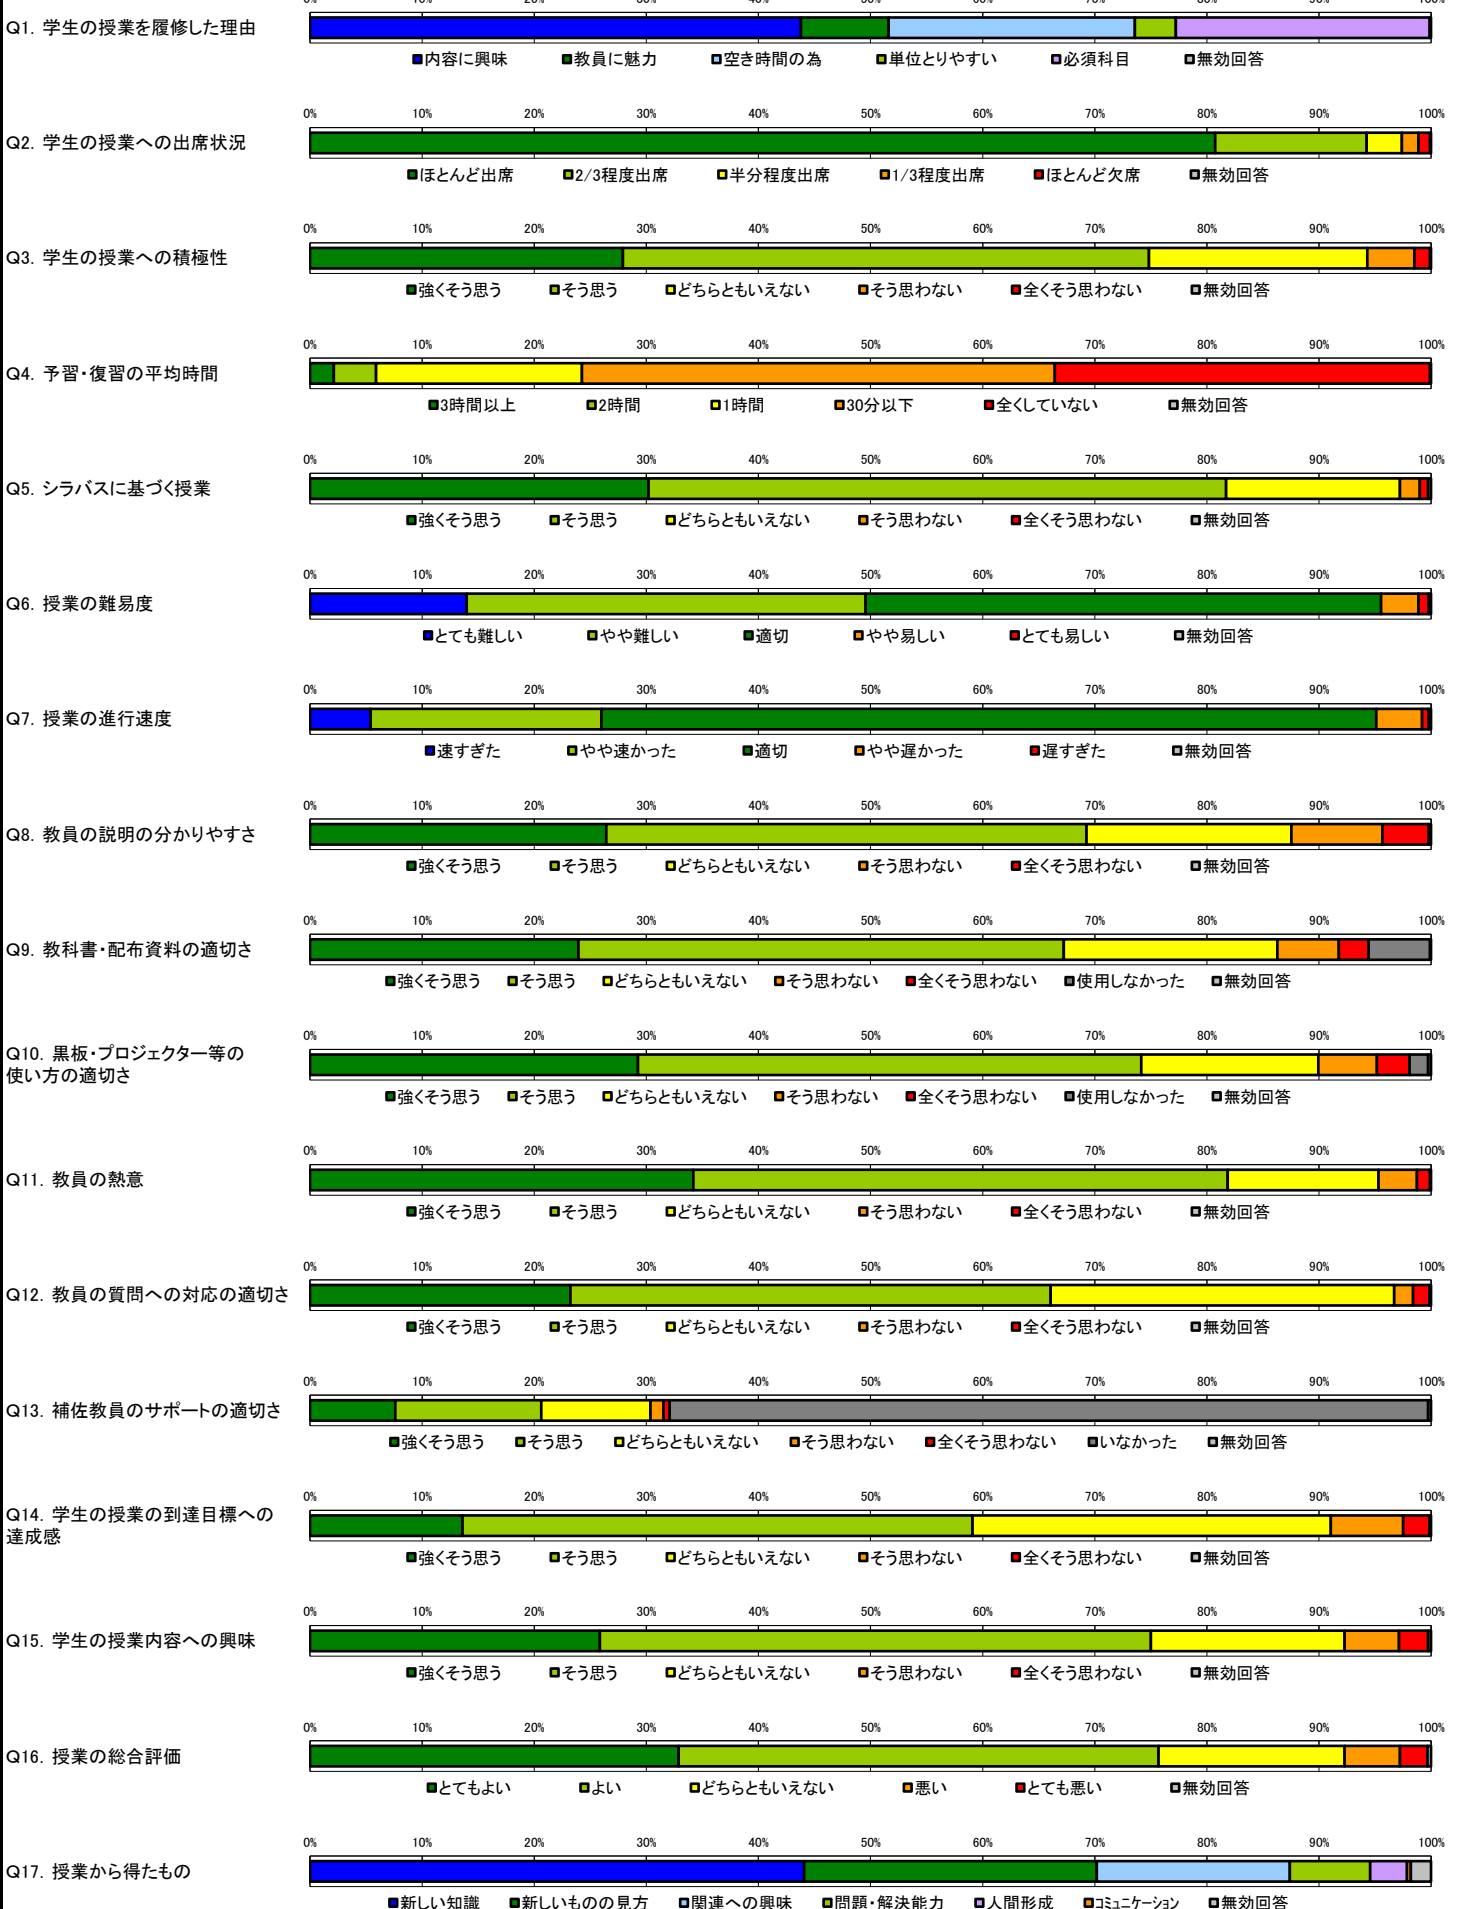 Q1. 学生の授業を履修した理由
内容に興味 教員に魅力 空き時間の為 単位とりやすい 必須科目 無効回答
0% 10% 20% 30% 40% 50% 60% 70% 80% 90% 100%
Q2. 学生の授業への出席状況
ほとんど出席 2/3程度出席 半分程度出席 1/3程度出席 ほとんど欠席 無効回答
0% 10% 20% 30% 40% 50% 60% 70% 80% 90% 100%
Q3. 学生の授業への積極性
強くそう思う そう思う どちらともいえない そう思わない 全くそう思わない 無効回答
0% 10% 20% 30% 40% 50% 60% 70% 80% 90% 100%
Q4. 予習・復習の平均時間
3時間以上 2時間 1時間 30分以下 全くしていない 無効回答
0% 10% 20% 30% 40% 50% 60% 70% 80% 90% 100%
Q5. シラバスに基づく授業
強くそう思う そう思う どちらともいえない そう思わない 全くそう思わない 無効回答
0% 10% 20% 30% 40% 50% 60% 70% 80% 90% 100%
Q6. 授業の難易度
とても難しい やや難しい 適切 やや易しい とても易しい 無効回答
0% 10% 20% 30% 40% 50% 60% 70% 80% 90% 100%
Q7. 授業の進行速度
速すぎた やや速かった 適切 やや遅かった 遅すぎた 無効回答
0% 10% 20% 30% 40% 50% 60% 70% 80% 90% 100%
Q8. 教員の説明の分かりやすさ
強くそう思う そう思う どちらともいえない そう思わない 全くそう思わない 無効回答
0% 10% 20% 30% 40% 50% 60% 70% 80% 90% 100%
Q9. 教科書・配布資料の適切さ
強くそう思う そう思う どちらともいえない そう思わない 全くそう思わない 使用しなかった 無効回答
0% 10% 20% 30% 40% 50% 60% 70% 80% 90% 100%
Q10. 黒板・プロジェクター等の
使い方の適切さ
強くそう思う そう思う どちらともいえない そう思わない 全くそう思わない 使用しなかった 無効回答
0% 10% 20% 30% 40% 50% 60% 70% 80% 90% 100%
Q11. 教員の熱意
強くそう思う そう思う どちらともいえない そう思わない 全くそう思わない 無効回答
0% 10% 20% 30% 40% 50% 60% 70% 80% 90% 100%
Q12. 教員の質問への対応の適切さ
強くそう思う そう思う どちらともいえない そう思わない 全くそう思わない 無効回答
0% 10% 20% 30% 40% 50% 60% 70% 80% 90% 100%
Q13. 補佐教員のサポートの適切さ
強くそう思う そう思う どちらともいえない そう思わない 全くそう思わない いなかった 無効回答
0% 10% 20% 30% 40% 50% 60% 70% 80% 90% 100%
Q14. 学生の授業の到達目標への
達成感
強くそう思う そう思う どちらともいえない そう思わない 全くそう思わない 無効回答
0% 10% 20% 30% 40% 50% 60% 70% 80% 90% 100%
Q15. 学生の授業内容への興味
強くそう思う そう思う どちらともいえない そう思わない 全くそう思わない 無効回答
0% 10% 20% 30% 40% 50% 60% 70% 80% 90% 100%
Q16. 授業の総合評価
とてもよい よい どちらともいえない 悪い とても悪い 無効回答
0% 10% 20% 30% 40% 50% 60% 70% 80% 90% 100%
Q17. 授業から得たもの
新しい知識 新しいものの見方 関連への興味 問題・解決能力 人間形成 コミュニケーション 無効回答